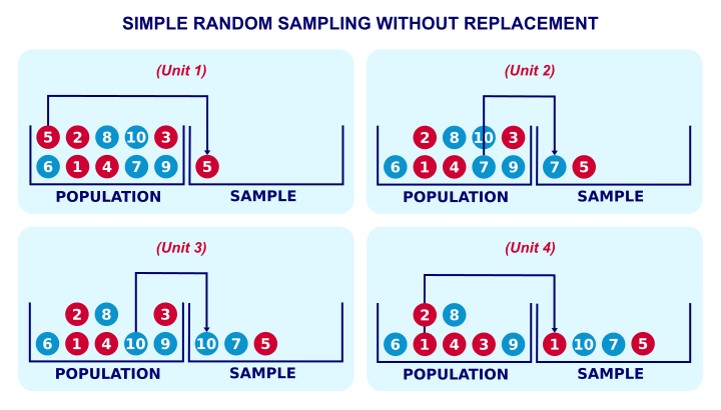 SIMPLE RANDOM SAMPLING WITHOUT REPLACEMENT
(Unit 1)
5 2 8 10 3
6 1 4 7 9 5
POPULATION SAMPLE
(Unit 2)
2 8 10 3
6 1 4 7 9 7 5
POPULATION SAMPLE
(Unit 3)
2 8 3
6 1 4 10 9 10 7 5
POPULATION SAMPLE
(Unit 4)
2 8
6 1 4 3 9 1 10 7 5
POPULATION SAMPLE